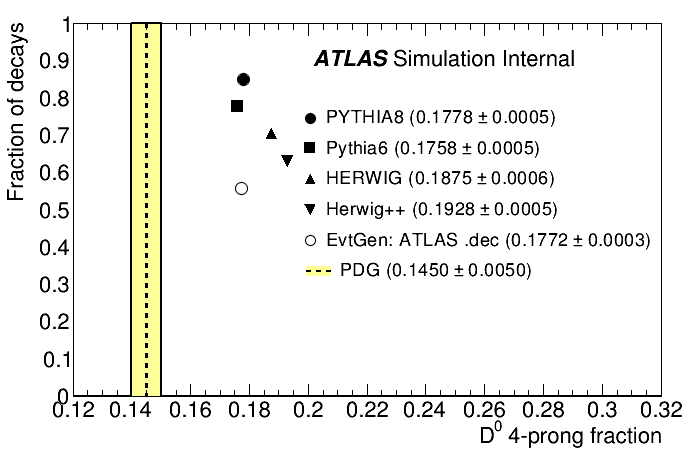 Fraction of decays
1
0.9
0.8
0.7
0.6
0.5
0.4
0.3
0.2
0.1
0
ATLAS Simulation Internal
PYTHIA8 (0.1778 ± 0.0005)
Pythia6 (0.1758 ± 0.0005)
HERWIG (0.1875 ± 0.0006)
Herwig++ (0.1928 ± 0.0005)
EvtGen: ATLAS .dec (0.1772 ± 0.0003)
PDG (0.1450 ± 0.0050)
0.12 0.14 0.16 0.18 0.2 0.22 0.24 0.26 0.28 0.3 0.32
D⁰ 4-prong fraction